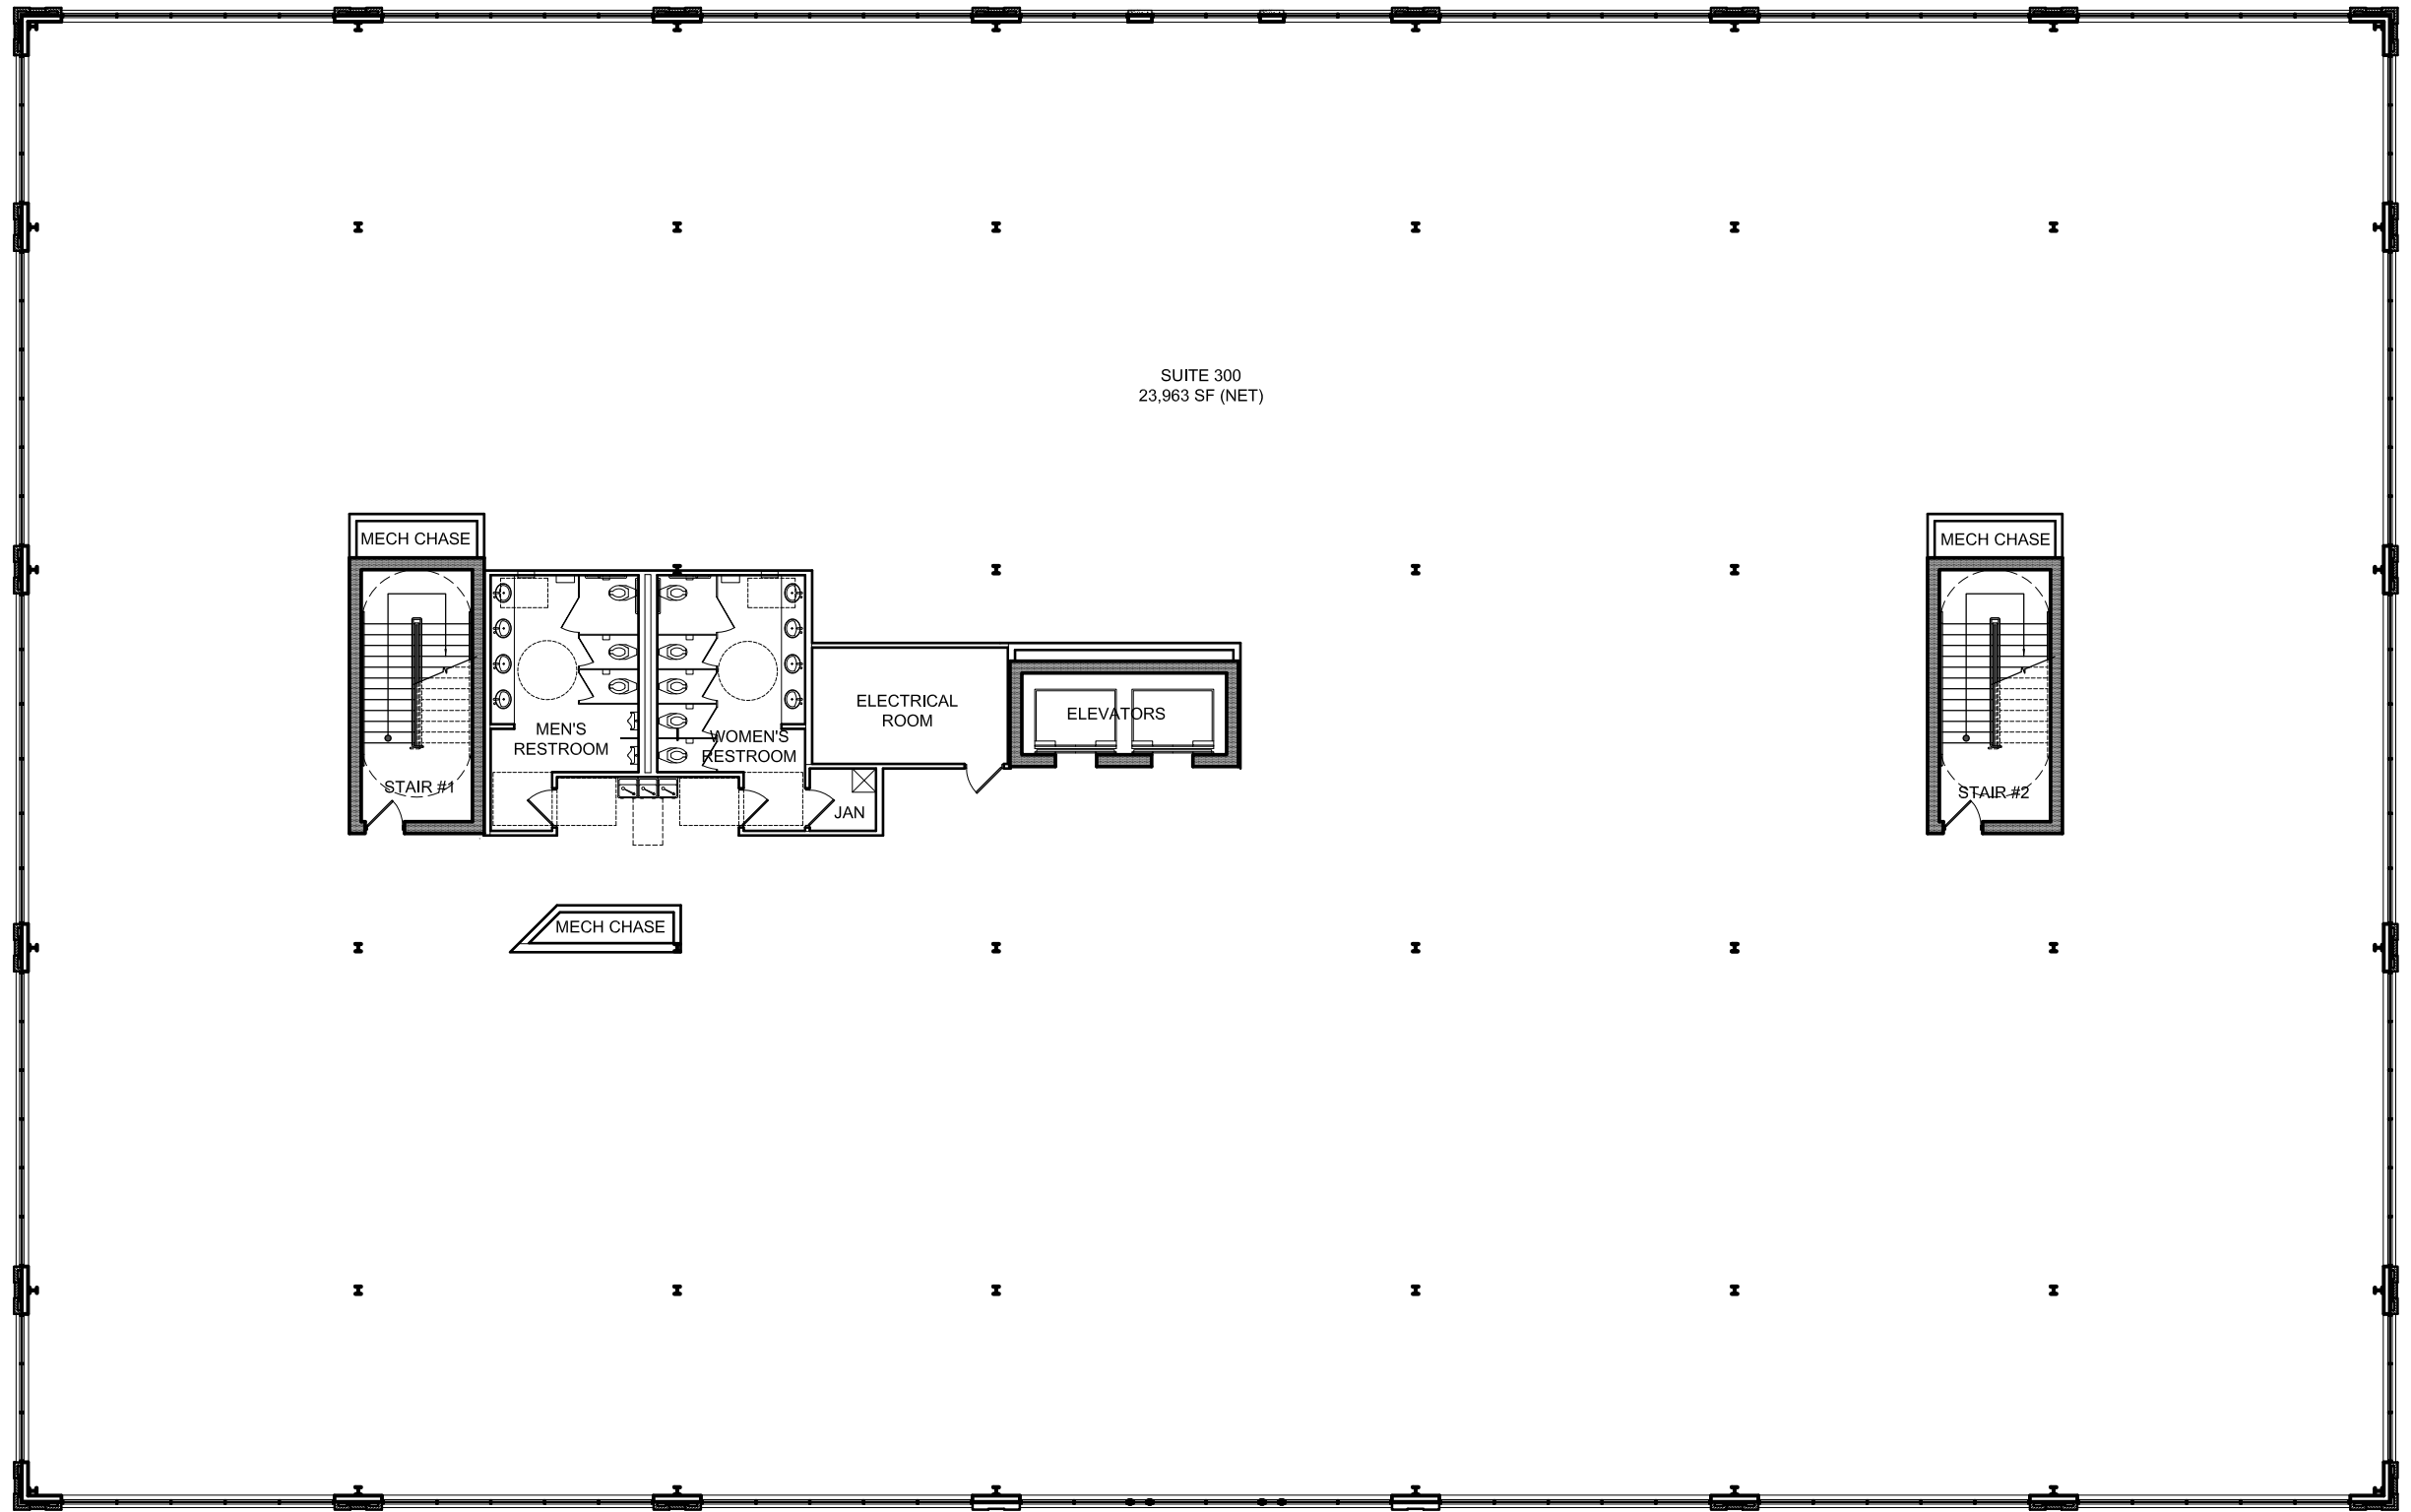 SUITE 300
23,963 SF (NET)
MECH CHASE
MECH CHASE
ELECTRICAL
ROOM
ELEVATORS
MEN'S
RESTROOM
WOMEN'S
RESTROOM
STAIR #1
STAIR #2
JAN
MECH CHASE